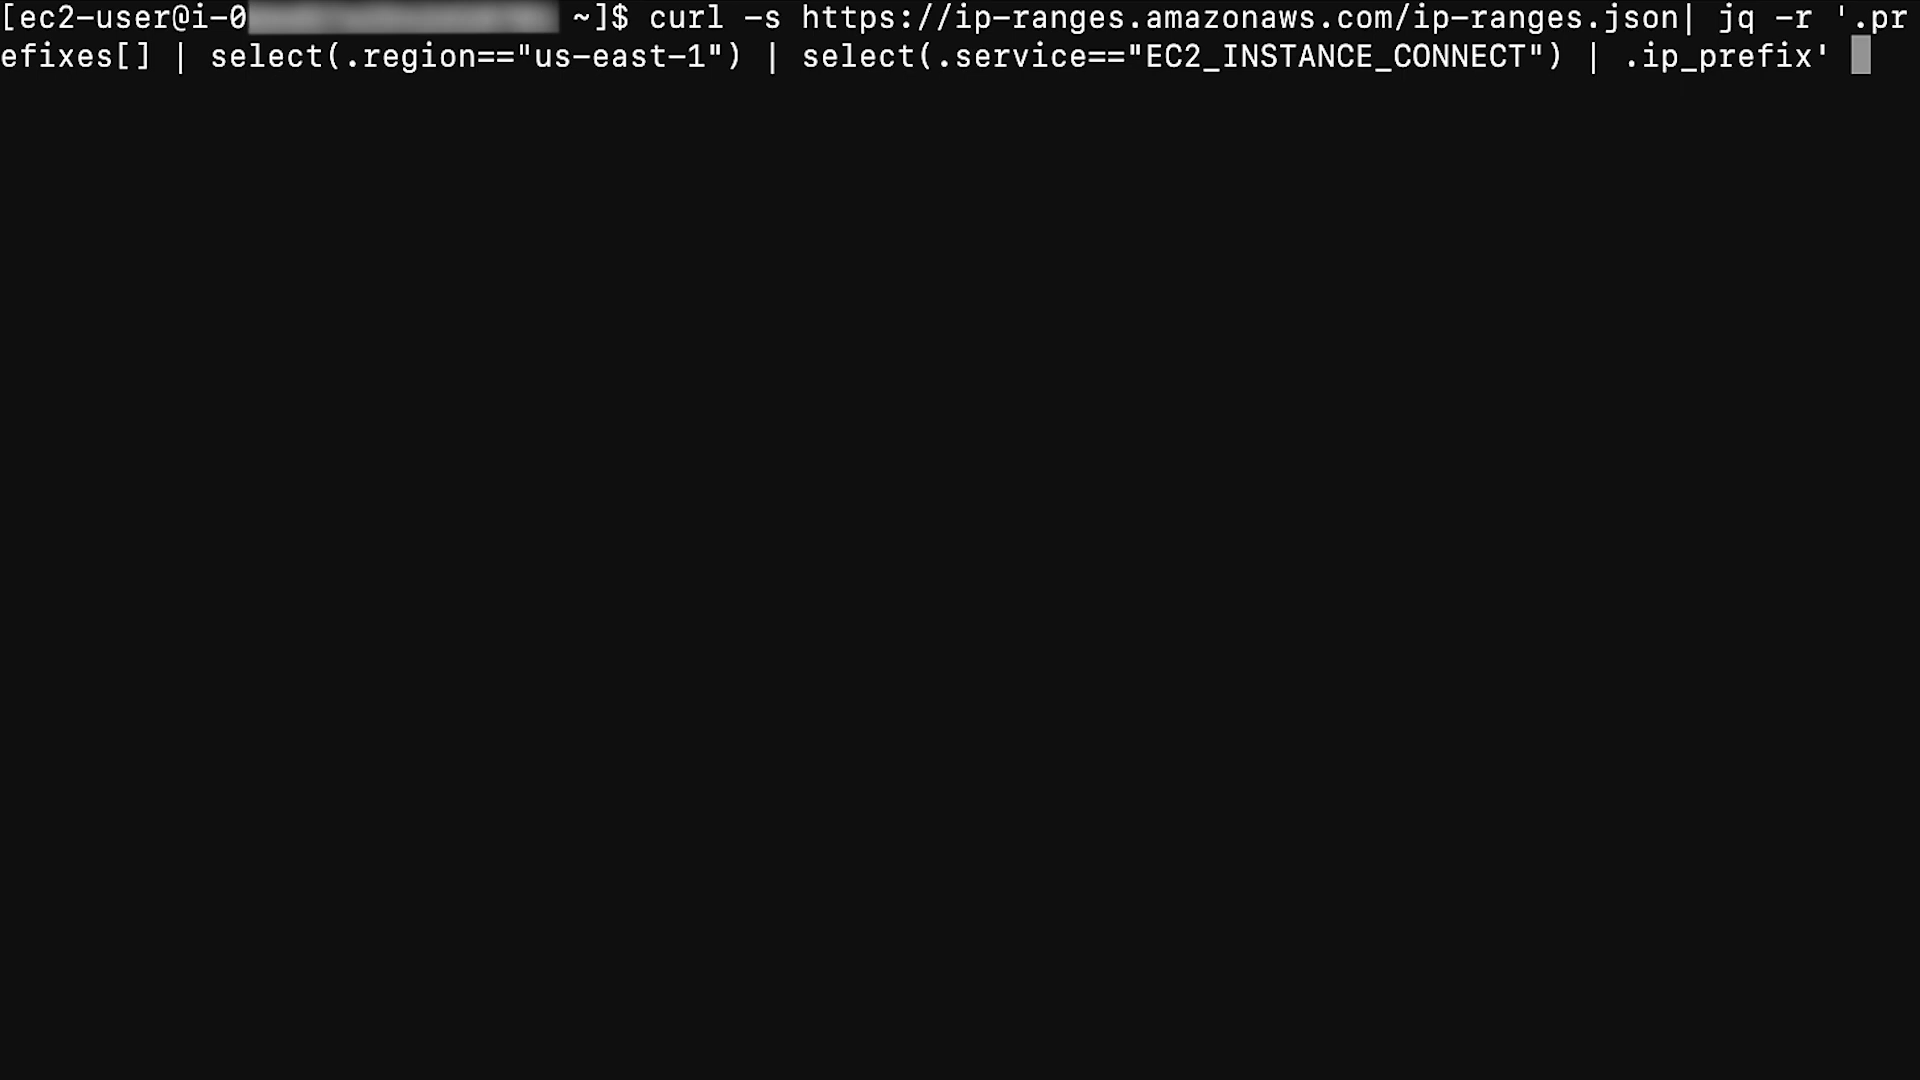 [ec2-user@i-0 ~]$ curl -s https://ip-ranges.amazonaws.com/ip-ranges.json| jq -r '.pr
efixes[] | select(.region=="us-east-1") | select(.service=="EC2_INSTANCE_CONNECT") | .ip_prefix'